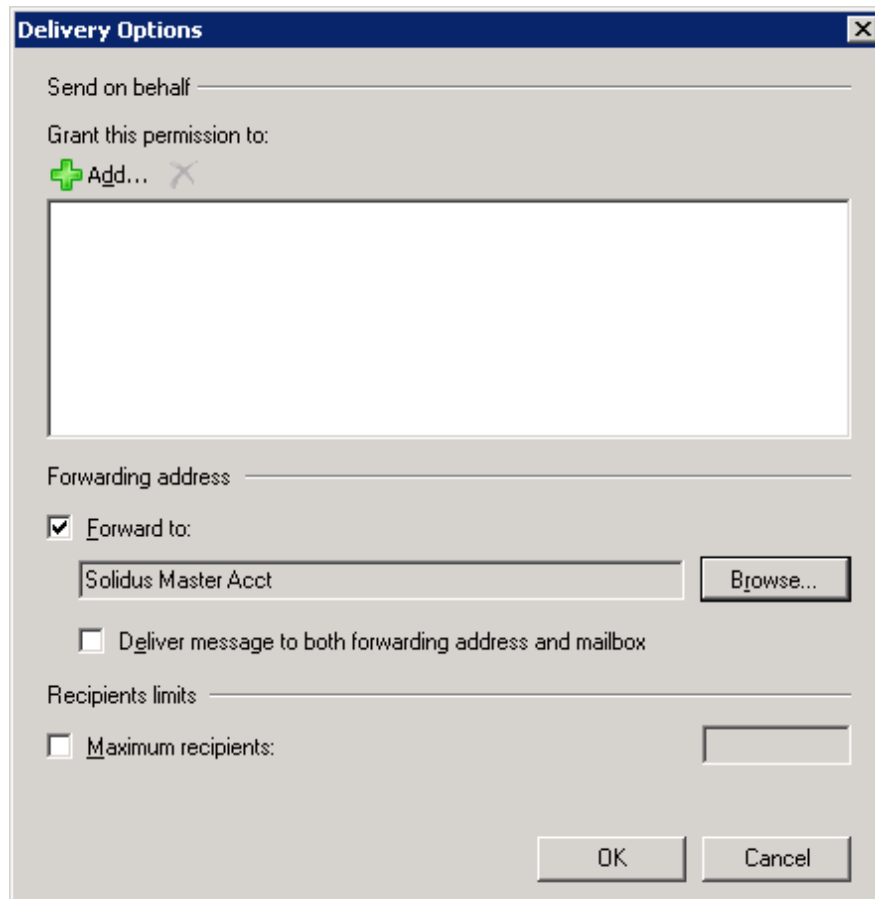 Delivery Options
Send on behalf
Grant this permission to:
Add...
Forwarding address
Forward to:
Solidus Master Acct
Browse...
Deliver message to both forwarding address and mailbox
Recipients limits
Maximum recipients:
OK
Cancel